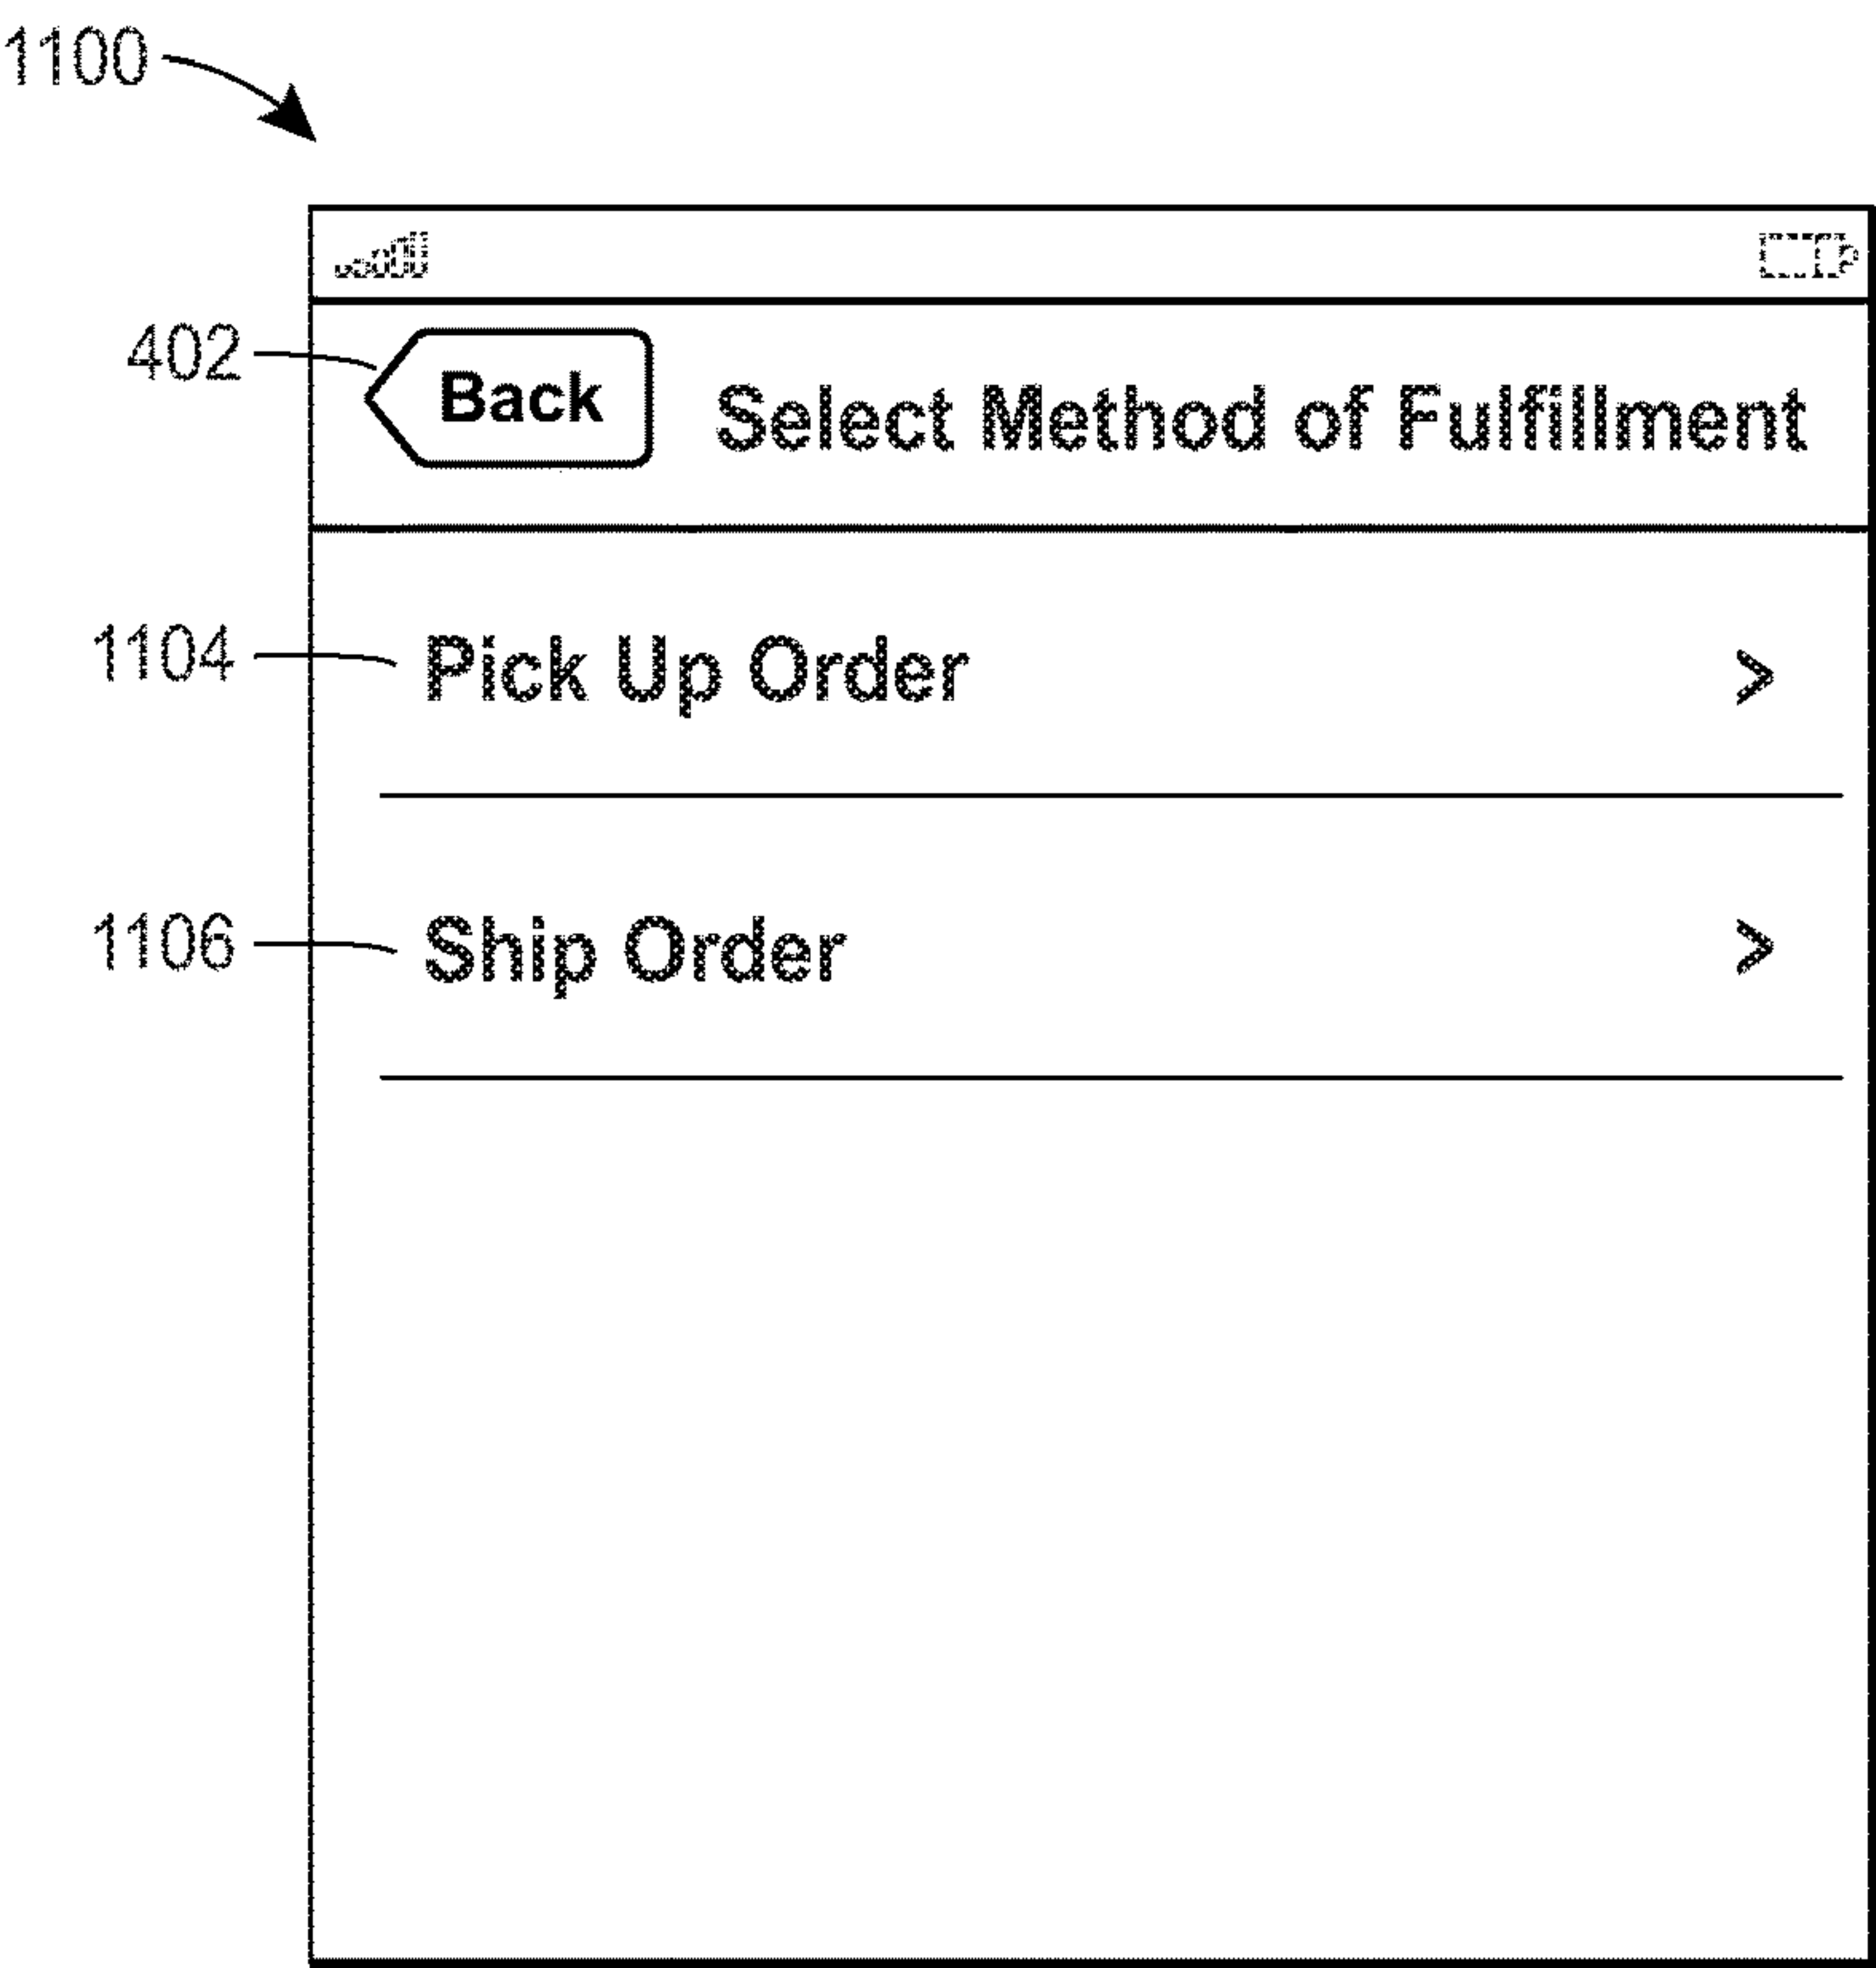 1100
402
Back
Select Method of Fulfillment
1104
Pick Up Order >
1106
Ship Order >